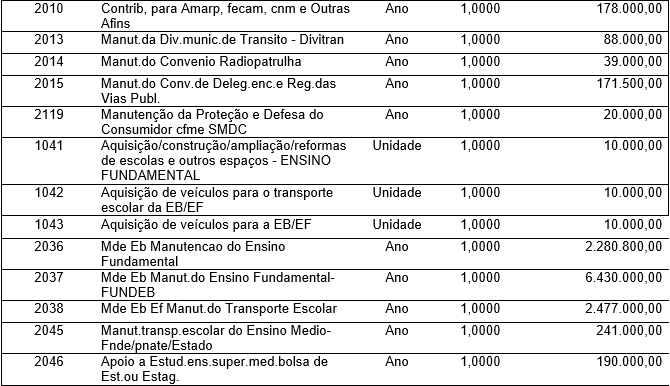 2010 Contrib, para Amarp, fecam, cnm e Outras Ano 1,0000 178.000,00
Afins
2013 Manut.da Div.munic.de Transito - Divitran Ano 1,0000 88.000,00
2014 Manut.do Convenio Radiopatrulha Ano 1,0000 39.000,00
2015 Manut.do Conv.de Deleg.enc.e Reg.das Ano 1,0000 171.500,00
Vias Publ.
2119 Manutenção da Proteção e Defesa do Ano 1,0000 20.000,00
Consumidor cfme SMDC
1041 Aquisição/construção/ampliação/reformas Unidade 1,0000 10.000,00
de escolas e outros espaços - ENSINO
FUNDAMENTAL
1042 Aquisição de veículos para o transporte Unidade 1,0000 10.000,00
escolar da EB/EF
1043 Aquisição de veículos para a EB/EF Unidade 1,0000 10.000,00
2036 Mde Eb Manutencao do Ensino Ano 1,0000 2.280.800,00
Fundamental
2037 Mde Eb Manut.do Ensino Fundamental- Ano 1,0000 6.430.000,00
FUNDEB
2038 Mde Eb Ef Manut.do Transporte Escolar Ano 1,0000 2.477.000,00
2045 Manut.transp.escolar do Ensino Medio- Ano 1,0000 241.000,00
Fnde/pnate/Estado
2046 Apoio a Estud.ens.super.med.bolsa de Ano 1,0000 190.000,00
Est.ou Estag.